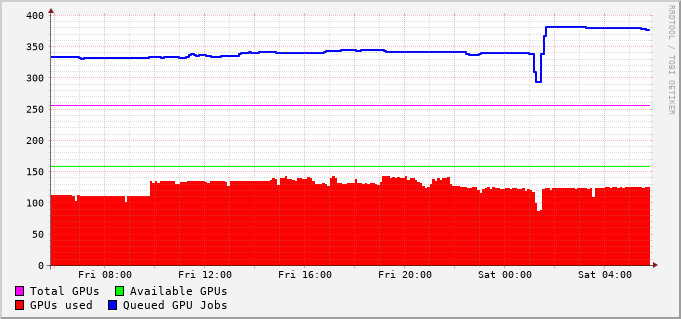 400
350
300
250
200
150
100
50
0
Fri 08:00 Fri 12:00 Fri 16:00 Fri 20:00 Sat 00:00 Sat 04:00
Total GPUs Available GPUs
GPUs used Queued GPU Jobs
RRDTOOL / TOBI OETIKER